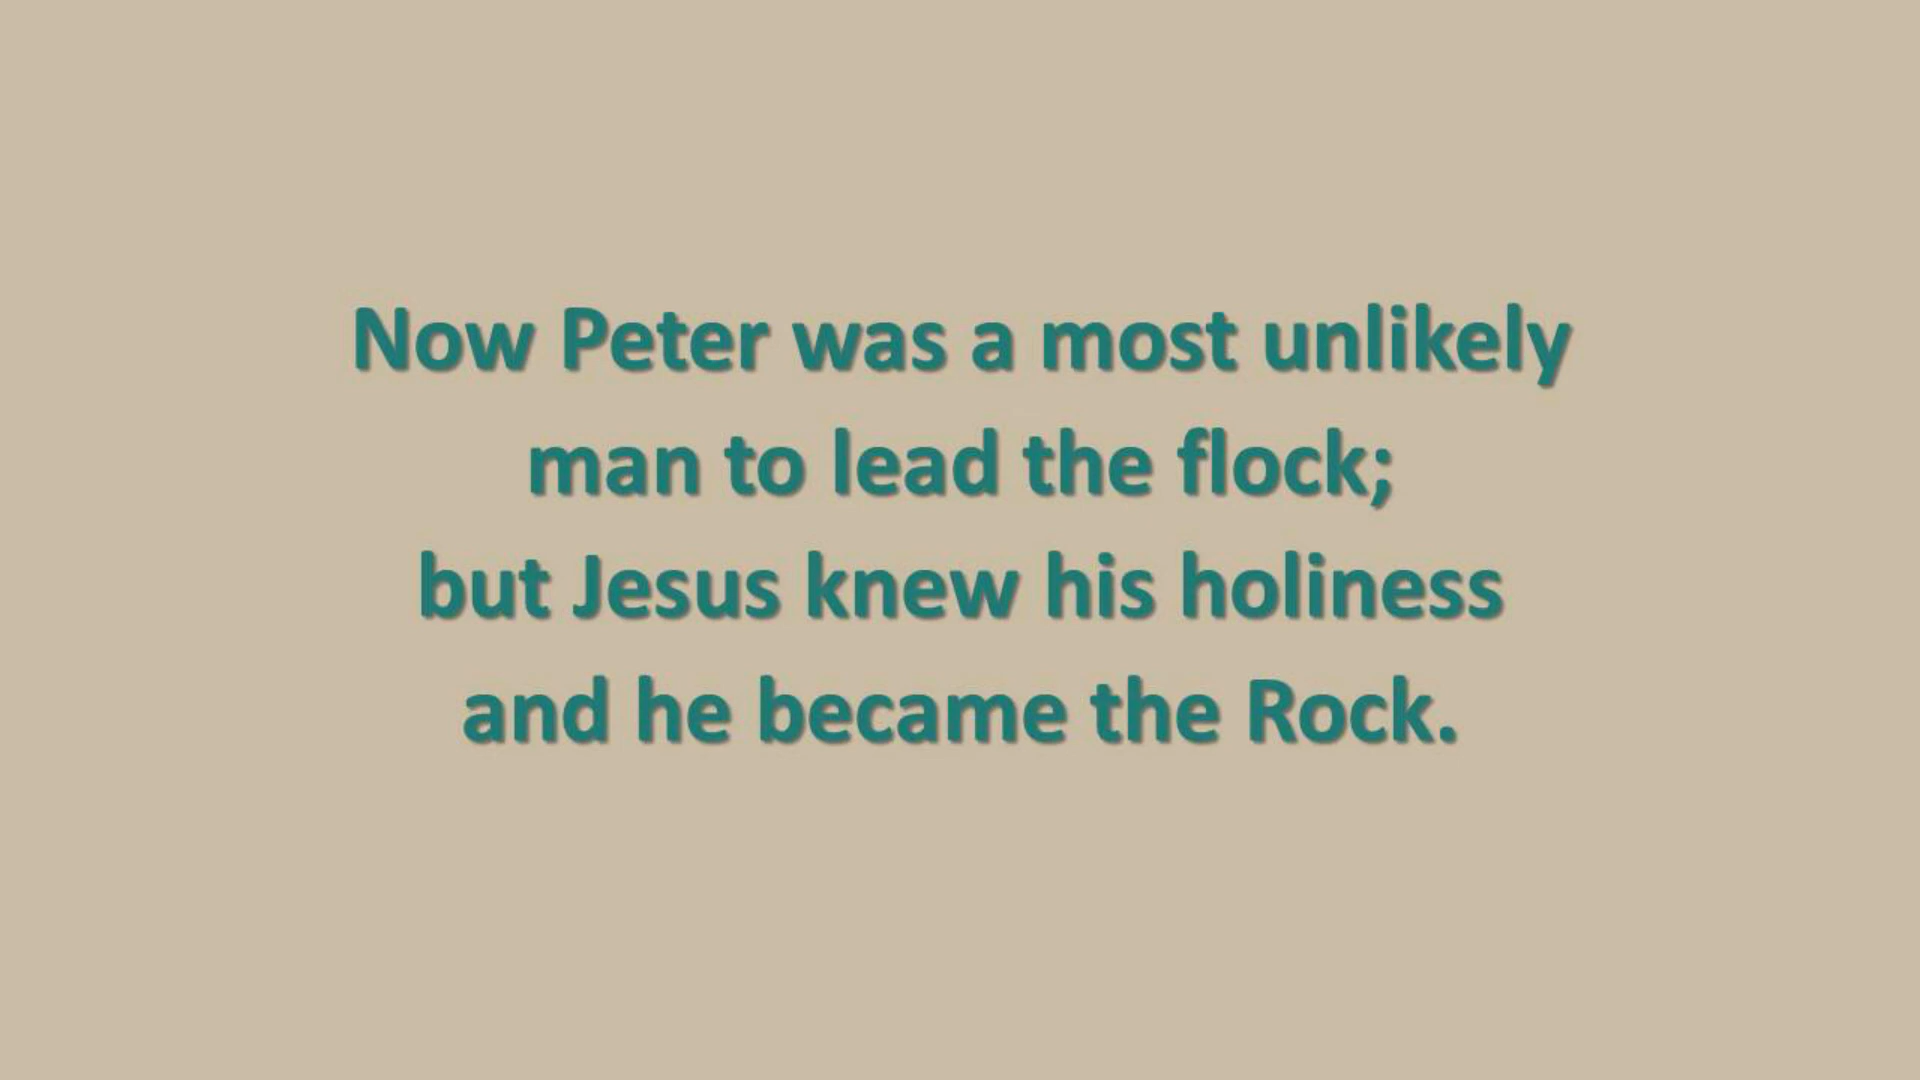 Now Peter was a most unlikely
man to lead the flock;
but Jesus knew his holiness
and he became the Rock.